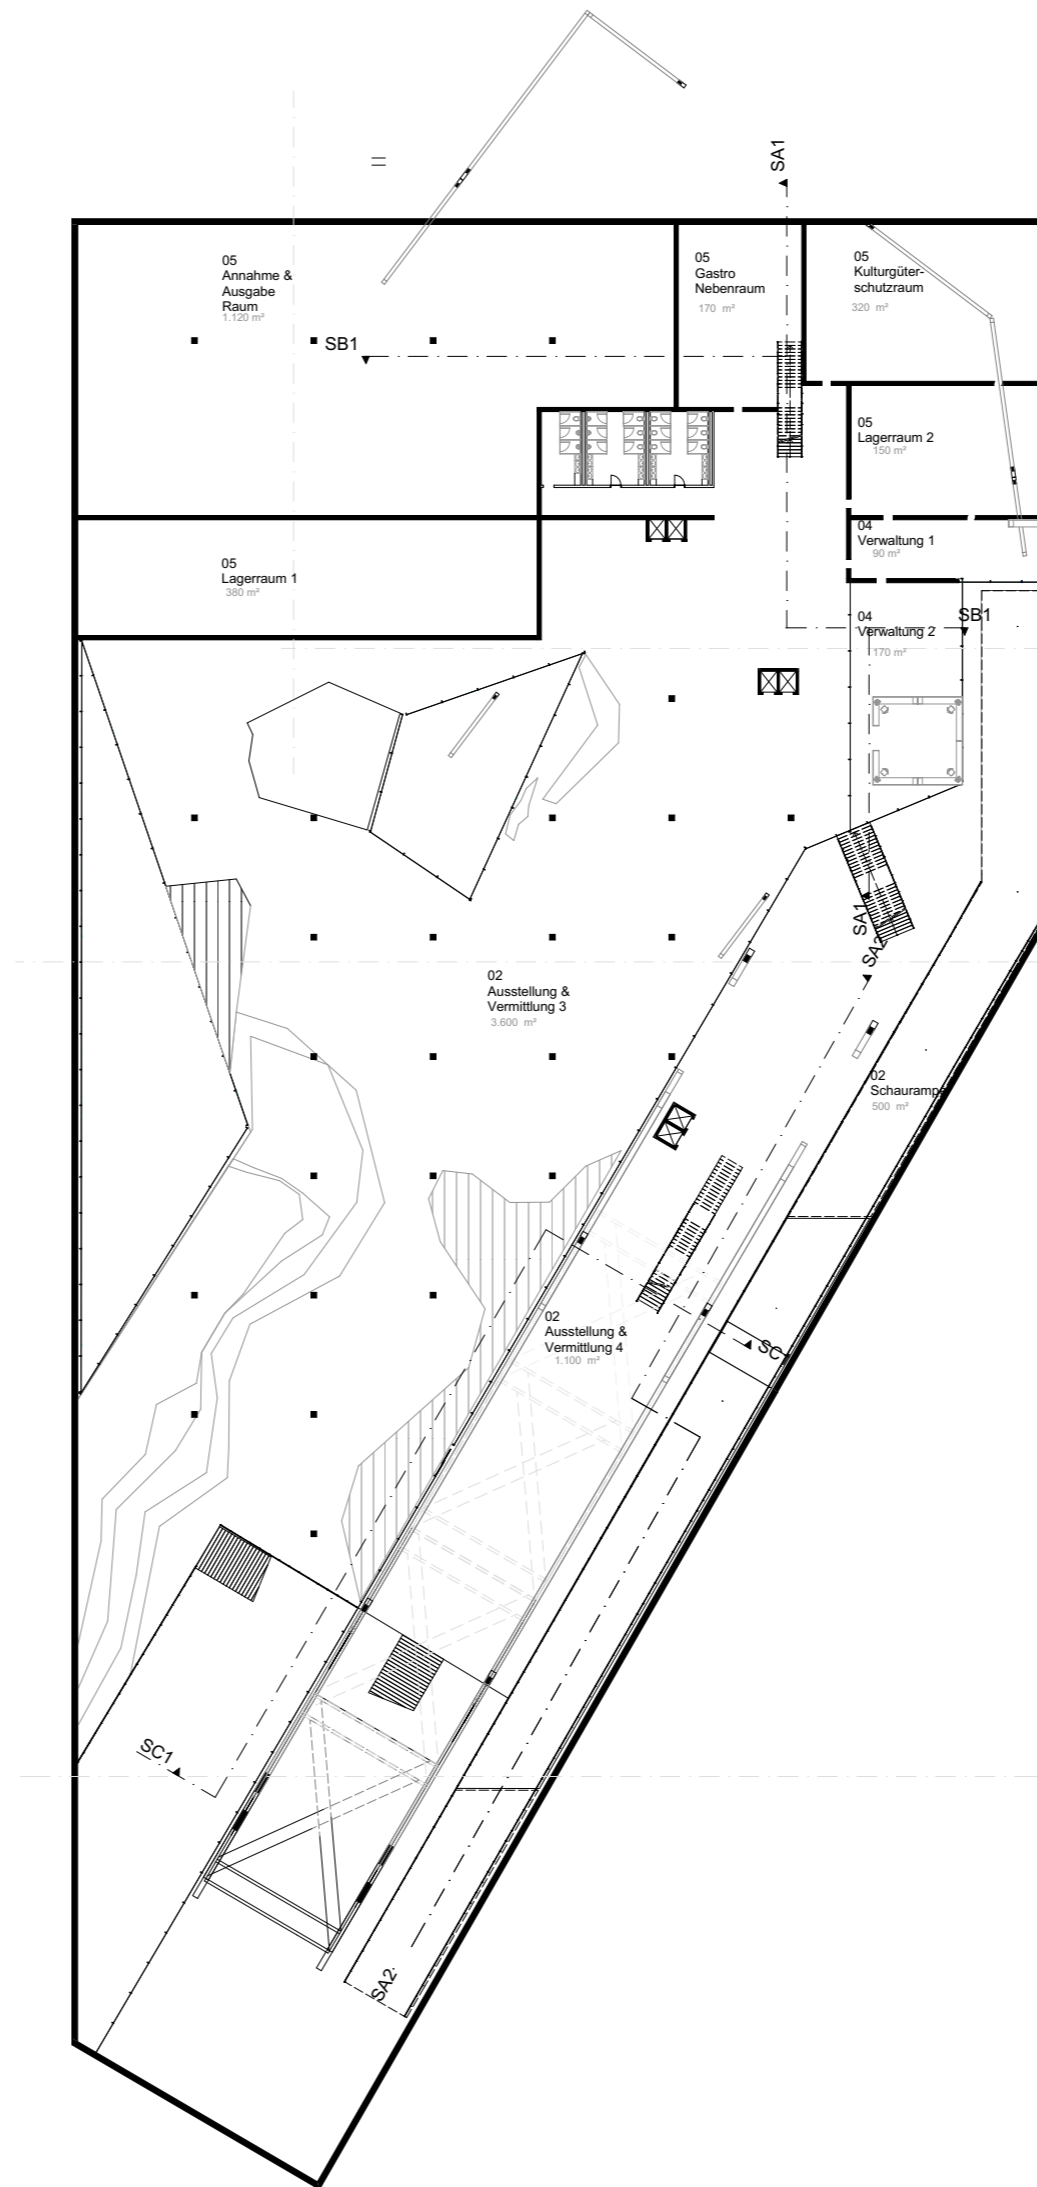 SA1
05
Annahme &
Ausgabe
Raum
1.120 m²
05
Gastro
Nebenraum
170 m²
05
Kulturgüter-
schutzraum
320 m²
SB1
05
Lagerraum 2
150 m²
04
Verwaltung 1
90 m²
05
Lagerraum 1
380 m²
04
Verwaltung 2
170 m²
SB1
SA1
SA2
02
Ausstellung &
Vermittlung 3
3.600 m²
02
Schaurampe
500 m²
02
Ausstellung &
Vermittlung 4
1.100 m²
SC
SC1
SA2